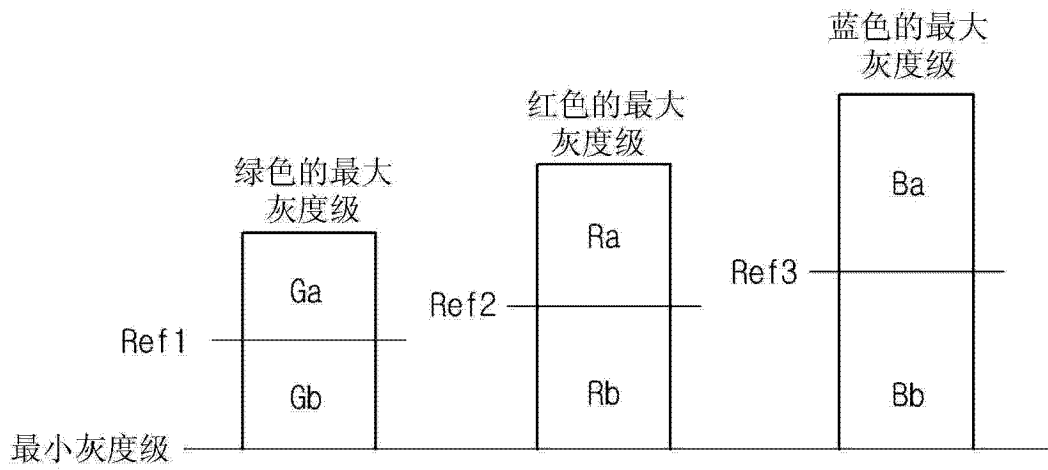 绿色的最大
灰度级
Ga
Ref1
Gb
红色的最大
灰度级
Ra
Ref2
Rb
蓝色的最大
灰度级
Ba
Ref3
Bb
最小灰度级